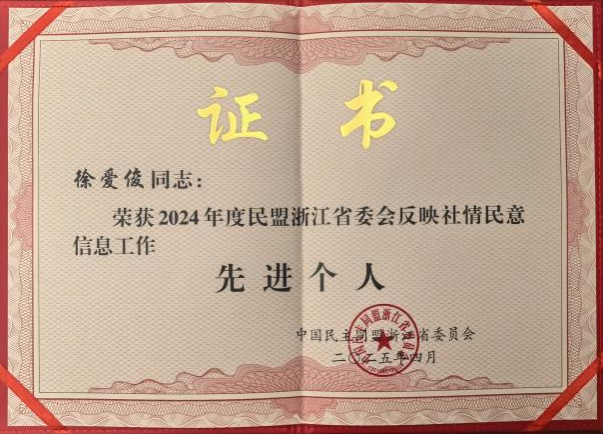 证书
徐爱俊同志：
荣获2024年度民盟浙江省委会反映社情民意
信息工作
先进个人
中国民主同盟浙江省委员会
二〇二五年四月